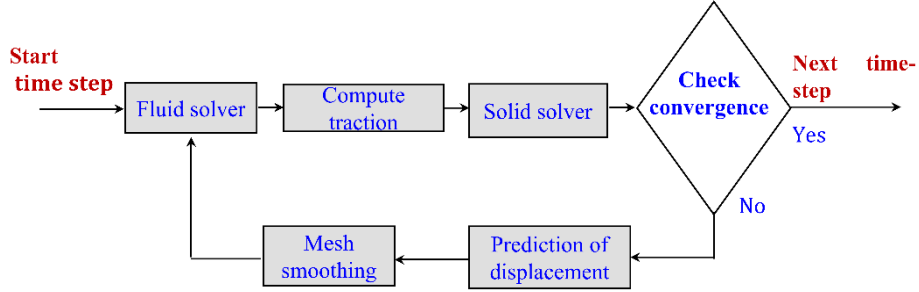 Start
time step
Fluid solver
Compute
traction
Solid solver
Check
convergence
Next time-
step
Yes
No
Mesh
smoothing
Prediction of
displacement